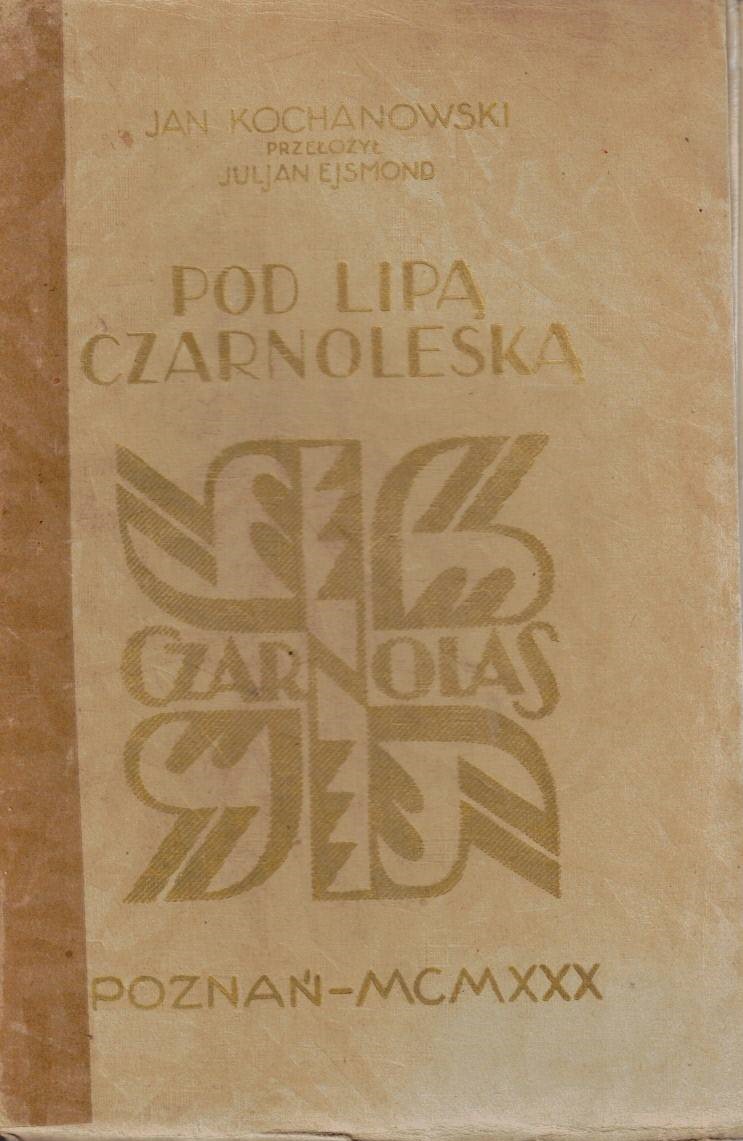 JAN KOCHANOWSKI
PRZEŁOŻYŁ
JULJAN EJSMOND
POD LIPĄ
CZARNOLESKĄ
CZARNOLAS
POZNAŃ-MCMXXX